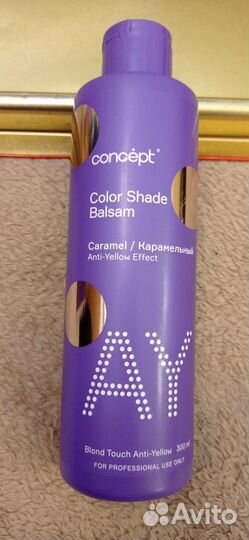 concépt®
Color Shade
Balsam
Caramel / Карамельный
Anti-Yellow Effect
AY
Blond Touch Anti-Yellow 300 ml
FOR PROFESSIONAL USE ONLY
Avito